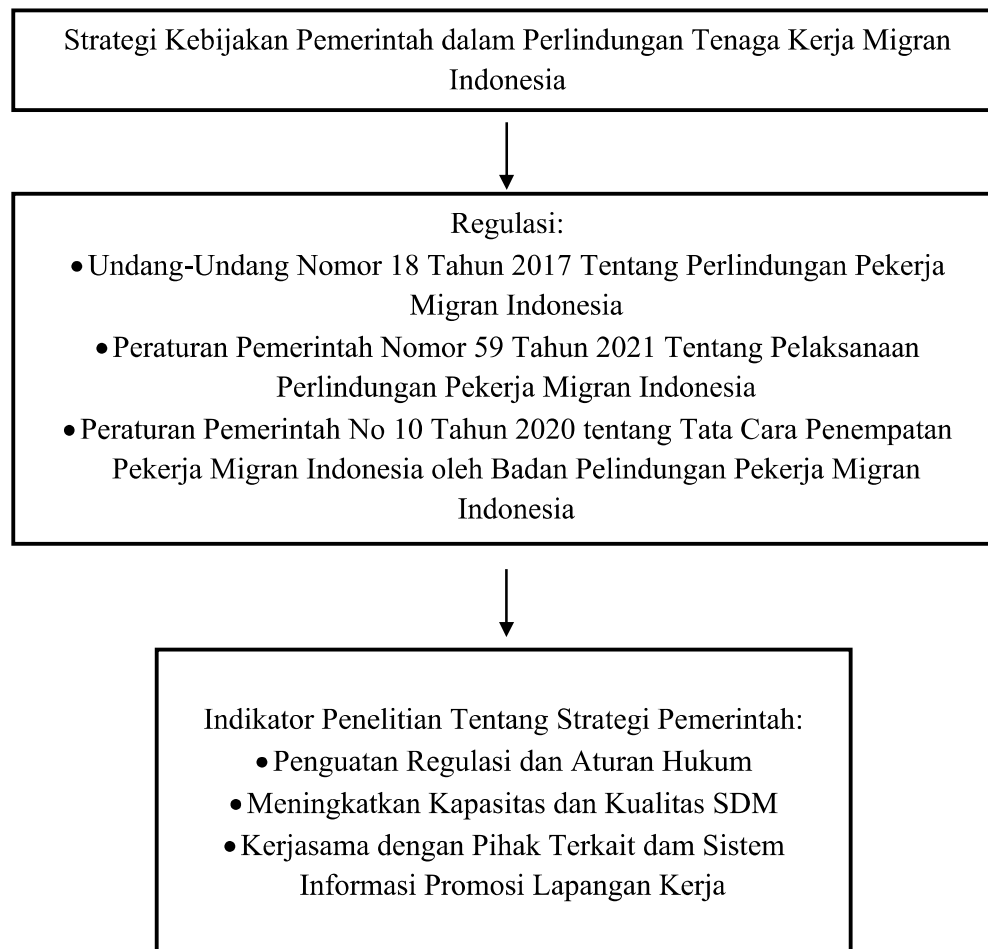 Strategi Kebijakan Pemerintah dalam Perlindungan Tenaga Kerja Migran
Indonesia
Regulasi:
•Undang-Undang Nomor 18 Tahun 2017 Tentang Perlindungan Pekerja
Migran Indonesia
•Peraturan Pemerintah Nomor 59 Tahun 2021 Tentang Pelaksanaan
Perlindungan Pekerja Migran Indonesia
•Peraturan Pemerintah No 10 Tahun 2020 tentang Tata Cara Penempatan
Pekerja Migran Indonesia oleh Badan Pelindungan Pekerja Migran
Indonesia
Indikator Penelitian Tentang Strategi Pemerintah:
•Penguatan Regulasi dan Aturan Hukum
•Meningkatkan Kapasitas dan Kualitas SDM
•Kerjasama dengan Pihak Terkait dam Sistem
Informasi Promosi Lapangan Kerja